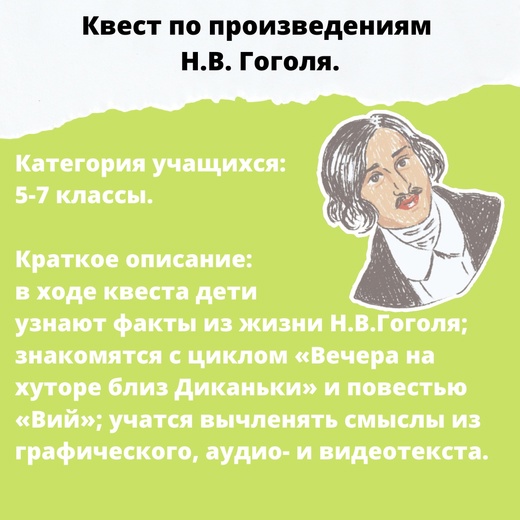 Квест по произведениям
Н.В. Гоголя.
Категория учащихся:
5-7 классы.
Краткое описание:
в ходе квеста дети
узнают факты из жизни Н.В.Гоголя;
знакомятся с циклом «Вечера на
хуторе близ Диканьки» и повестью
«Вий»; учатся вычленять смыслы из
графического, аудио- и видеотекста.